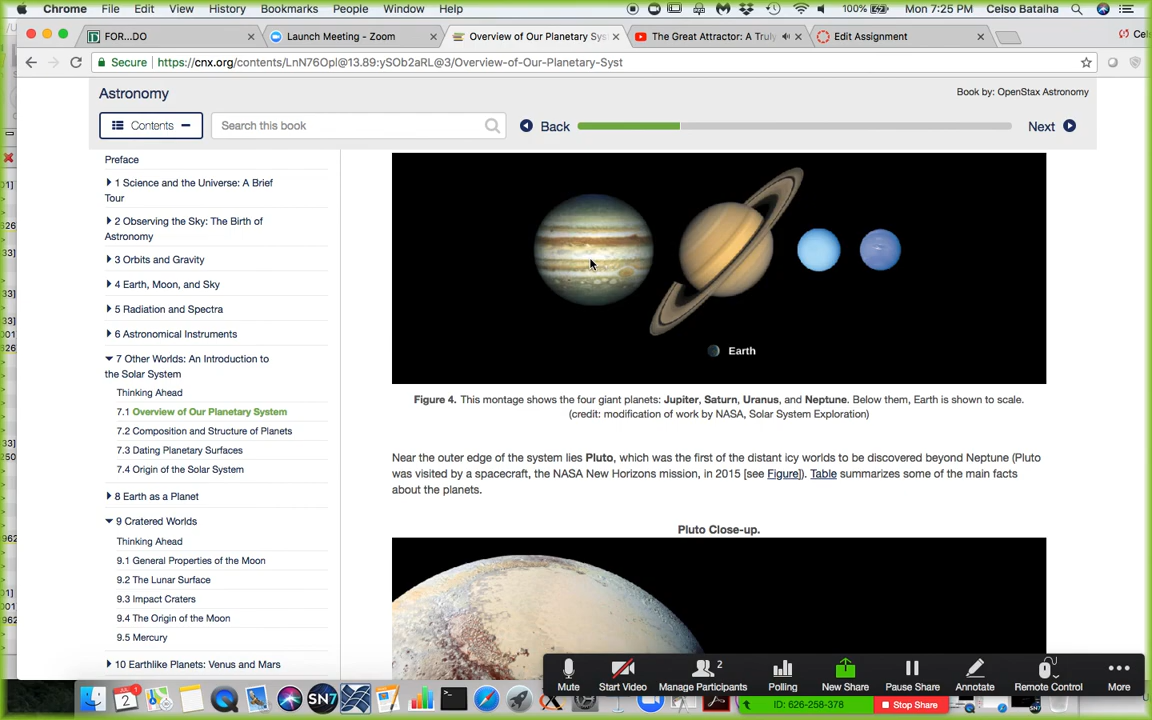 Chrome File Edit View History Bookmarks People Window Help 100% Mon 7:25 PM Celso Batalha
FOR...DO Launch Meeting - Zoom Overview of Our Planetary Sys The Great Attractor: A Truly Edit Assignment Cel
Secure https://cnx.org/contents/LnN76Opl@13.89:ySOb2aRL@3/Overview-of-Our-Planetary-Syst
Astronomy
Book by: OpenStax Astronomy
Contents Search this book Back Next
Preface
1 Science and the Universe: A Brief
Tour
2 Observing the Sky: The Birth of
Astronomy
3 Orbits and Gravity
4 Earth, Moon, and Sky
5 Radiation and Spectra
6 Astronomical Instruments
7 Other Worlds: An Introduction to
the Solar System
Thinking Ahead
7.1 Overview of Our Planetary System
7.2 Composition and Structure of Planets
7.3 Dating Planetary Surfaces
7.4 Origin of the Solar System
8 Earth as a Planet
9 Cratered Worlds
Thinking Ahead
9.1 General Properties of the Moon
9.2 The Lunar Surface
9.3 Impact Craters
9.4 The Origin of the Moon
9.5 Mercury
10 Earthlike Planets: Venus and Mars
Earth
Figure 4. This montage shows the four giant planets: Jupiter, Saturn, Uranus, and Neptune. Below them, Earth is shown to scale.
(credit: modification of work by NASA, Solar System Exploration)
Near the outer edge of the system lies Pluto, which was the first of the distant icy worlds to be discovered beyond Neptune (Pluto
was visited by a spacecraft, the NASA New Horizons mission, in 2015 [see Figure]). Table summarizes some of the main facts
about the planets.
Pluto Close-up.
2
Mute Start Video Manage Participants Polling New Share Pause Share Annotate Remote Control More
ID: 626-258-378 Stop Share
2 SN7